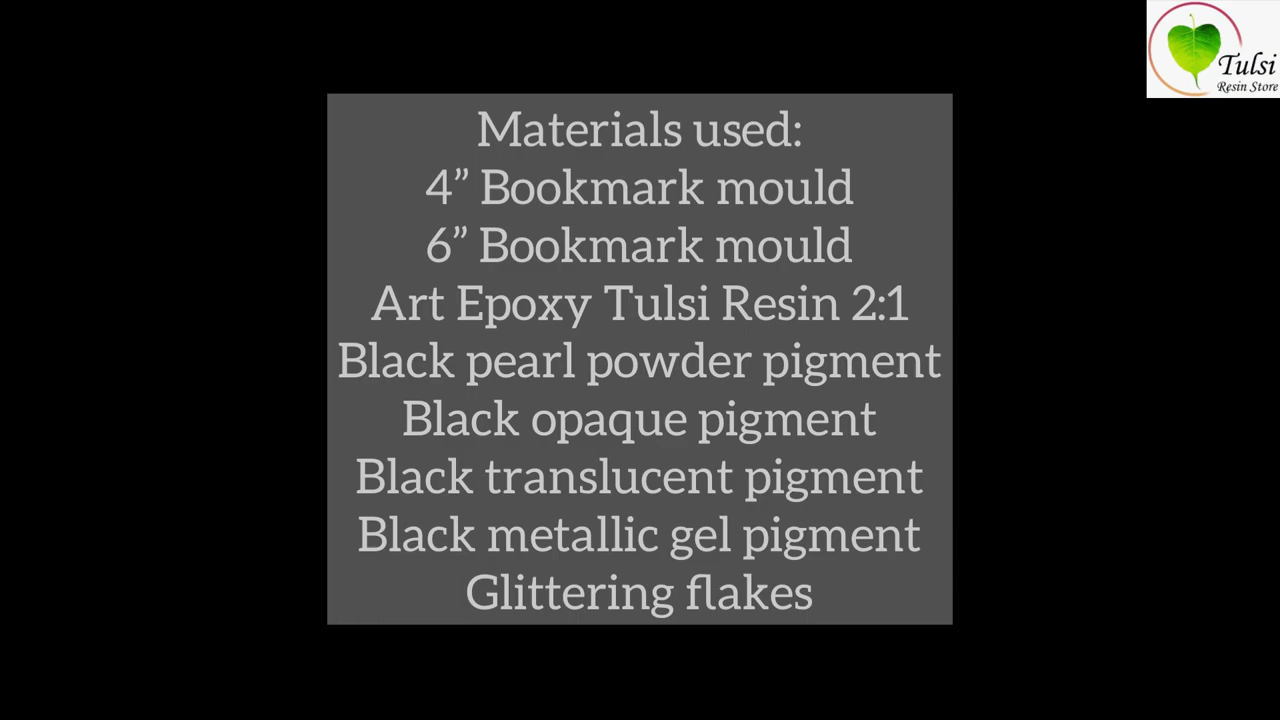 Tulsi
Resin Store
Materials used:
4” Bookmark mould
6” Bookmark mould
Art Epoxy Tulsi Resin 2:1
Black pearl powder pigment
Black opaque pigment
Black translucent pigment
Black metallic gel pigment
Glittering flakes